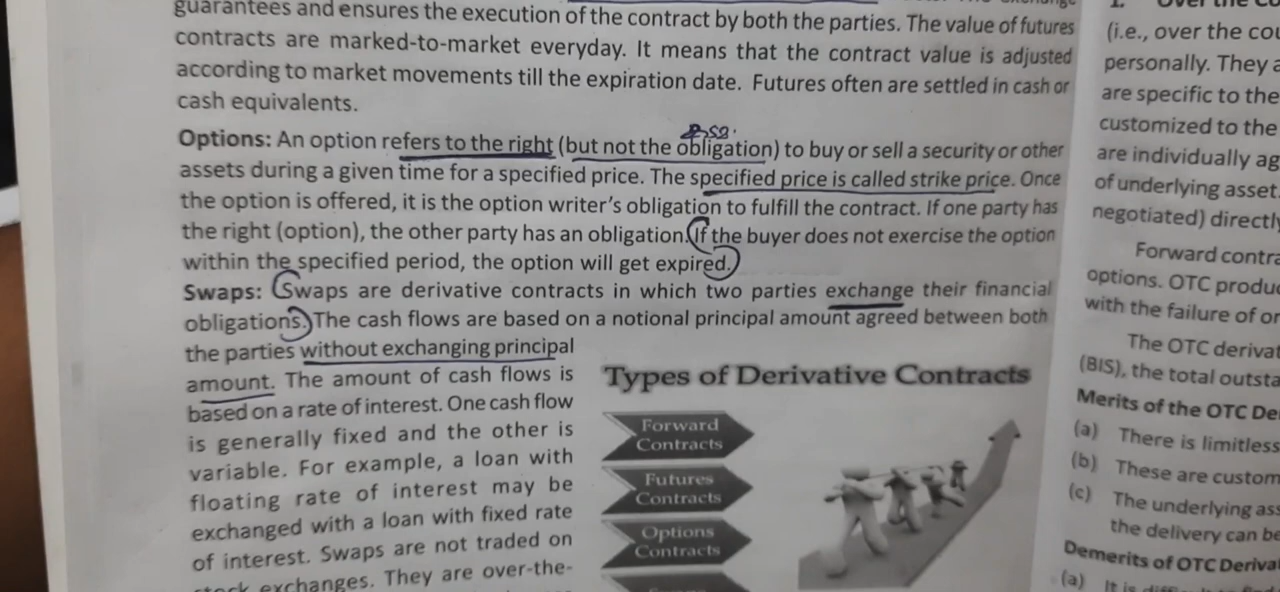 guarantees and ensures the execution of the contract by both the parties. The value of futures
contracts are marked-to-market everyday. It means that the contract value is adjusted
according to market movements till the expiration date. Futures often are settled in cash or
cash equivalents.
Options: An option refers to the right (but not the obligation) to buy or sell a security or other
assets during a given time for a specified price. The specified price is called strike price. Once
the option is offered, it is the option writer's obligation to fulfill the contract. If one party has
the right (option), the other party has an obligation. If the buyer does not exercise the option
within the specified period, the option will get expired.
Swaps: Swaps are derivative contracts in which two parties exchange their financial
obligations. The cash flows are based on a notional principal amount agreed between both
the parties without exchanging principal
amount. The amount of cash flows is
based on a rate of interest. One cash flow
is generally fixed and the other is
variable. For example, a loan with
floating rate of interest may be
exchanged with a loan with fixed rate
of interest. Swaps are not traded on
stock exchanges. They are over-the-
Types of Derivative Contracts
Forward
Contracts
Futures
Contracts
Options
Contracts
(i.e., over the
personally. They
are specific to the
customized to the
are individually
of underlying asset
negotiated)
Forward
options. OTC
with the failure of
The OTC
(BIS), the total
Merits of the OTC
(a) There is limitless
(b) These are
(c) The underlying
the delivery can
Demerits of OTC
(a) It is